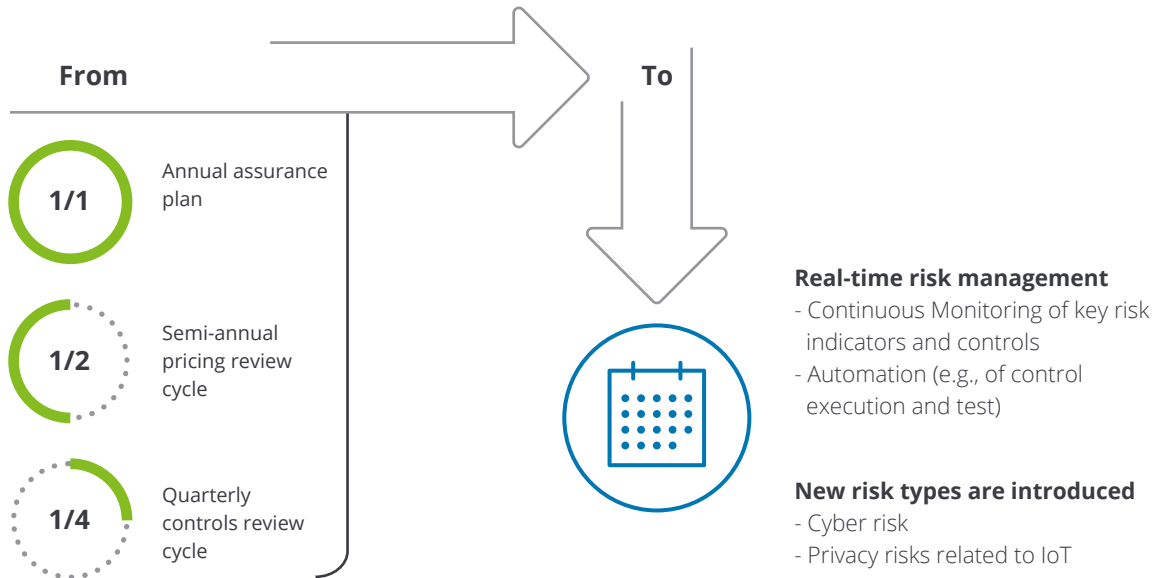 From
To
1/1
Annual assurance
plan
1/2
Semi-annual
pricing review
cycle
1/4
Quarterly
controls review
cycle
Real-time risk management
- Continuous Monitoring of key risk
indicators and controls
- Automation (e.g., of control
execution and test)
New risk types are introduced
- Cyber risk
- Privacy risks related to IoT